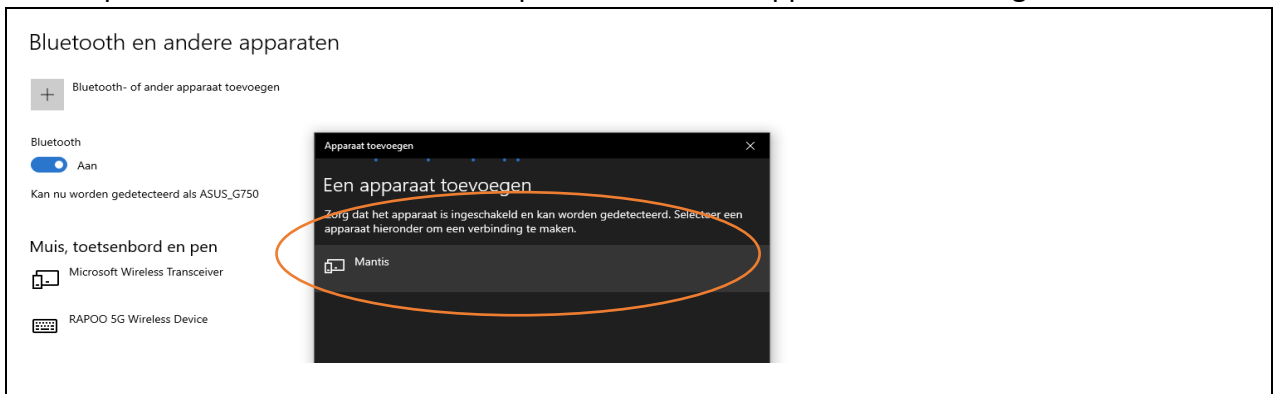 Bluetooth en andere apparaten
Bluetooth- of ander apparaat toevoegen
Bluetooth
Aan
Kan nu worden gedetecteerd als ASUS_G750
Muis, toetsenbord en pen
Microsoft Wireless Transceiver
RAPOO 5G Wireless Device
Apparaat toevoegen
Een apparaat toevoegen
Zorg dat het apparaat is ingeschakeld en kan worden gedetecteerd. Selecteer een
apparaat hieronder om een verbinding te maken.
Mantis